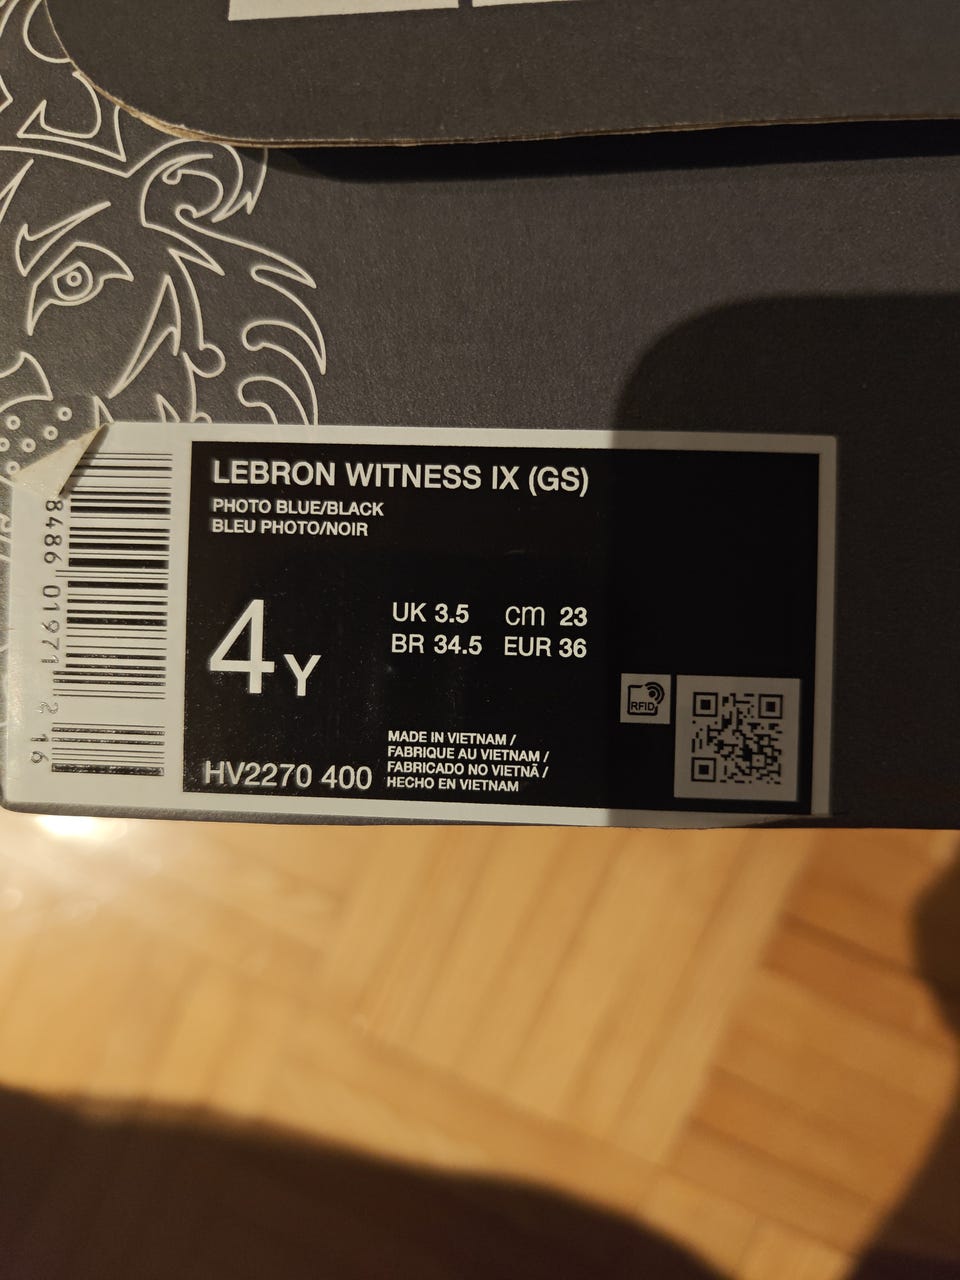 LEBRON WITNESS IX (GS)
PHOTO BLUE/BLACK
BLEU PHOTO/NOIR
4Y
UK 3.5 cm 23
BR 34.5 EUR 36
HV2270 400
MADE IN VIETNAM /
FABRIQUE AU VIETNAM /
FABRICADO NO VIETNÃ /
HECHO EN VIETNAM
RFID
8486 01971 2 16